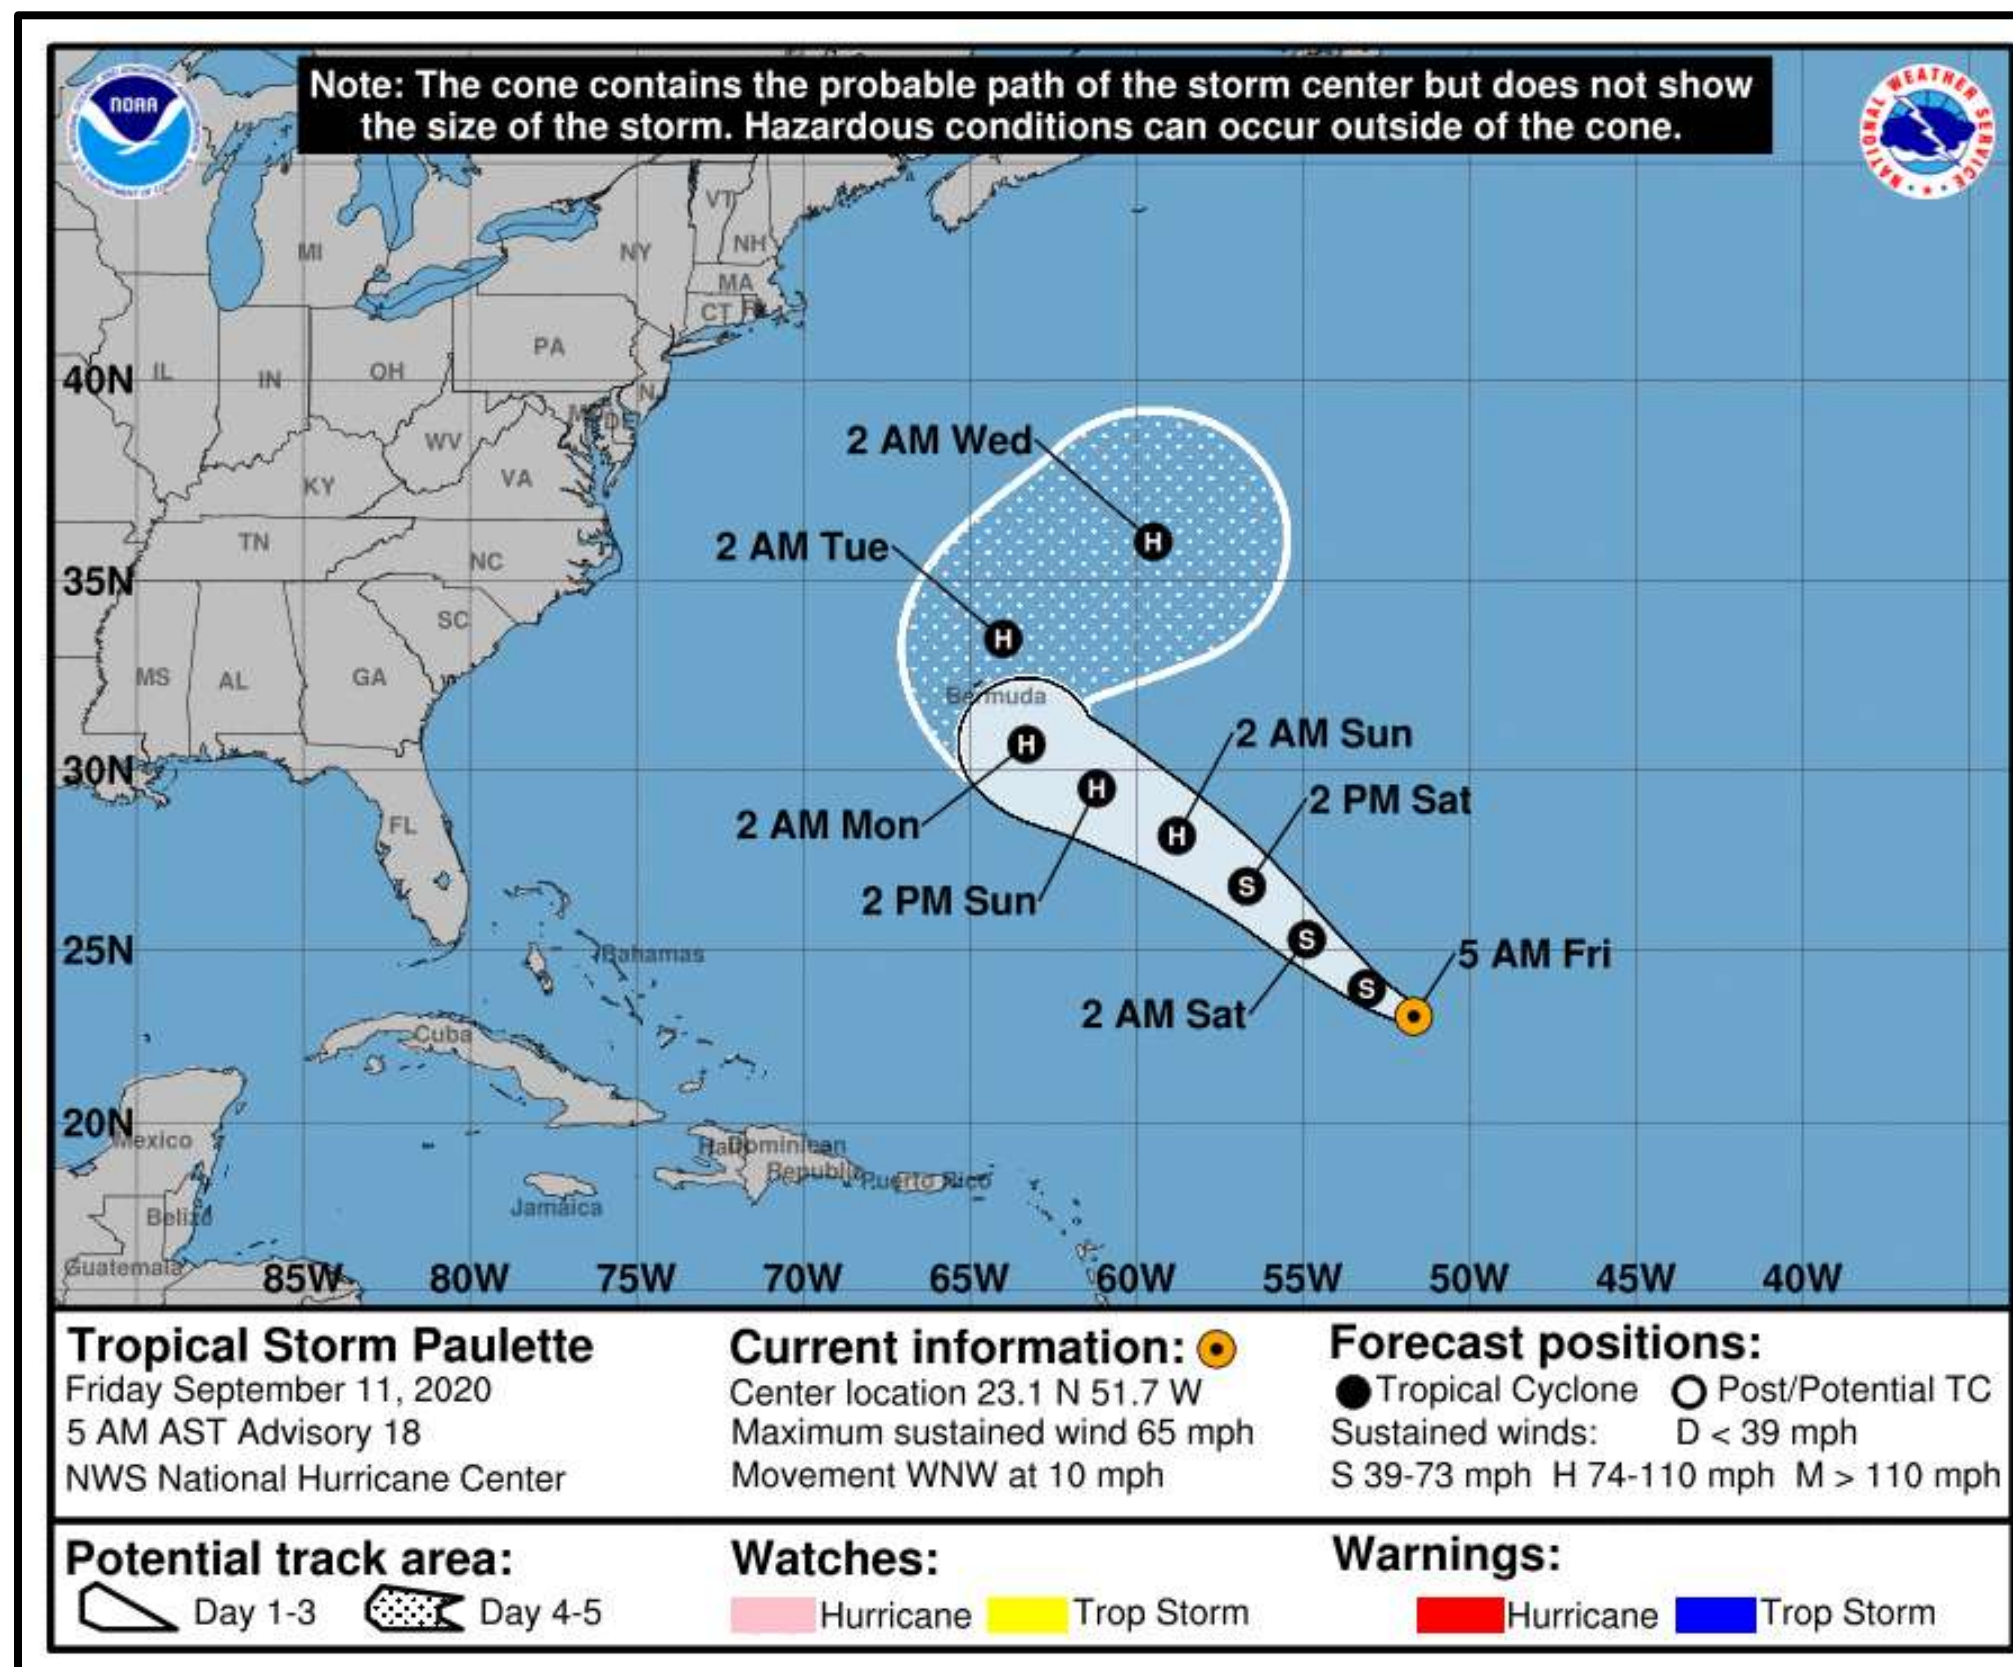 Note: The cone contains the probable path of the storm center but does not show
the size of the storm. Hazardous conditions can occur outside of the cone.
NOAA
NATIONAL WEATHER SERVICE
VT
MI
NY
NH
MA
CT
PA
40N
IL
IN
OH
2 AM Wed
WV
VA
KY
TN
2 AM Tue
NC
35N
SC
MS
AL
GA
Bermuda
2 AM Sun
30N
2 PM Sat
FL
2 AM Mon
2 PM Sun
25N
Bahamas
5 AM Fri
2 AM Sat
Cuba
20N
Mexico
Dominican
Republic
Puerto Rico
Jamaica
Belize
Guatemala
85W 80W 75W 70W 65W 60W 55W 50W 45W 40W
Tropical Storm Paulette
Friday September 11, 2020
5 AM AST Advisory 18
NWS National Hurricane Center
Current information:
Center location 23.1 N 51.7 W
Maximum sustained wind 65 mph
Movement WNW at 10 mph
Forecast positions:
Tropical Cyclone Post/Potential TC
Sustained winds: D < 39 mph
S 39-73 mph H 74-110 mph M > 110 mph
Potential track area:
Day 1-3 Day 4-5
Watches:
Hurricane Trop Storm
Warnings:
Hurricane Trop Storm